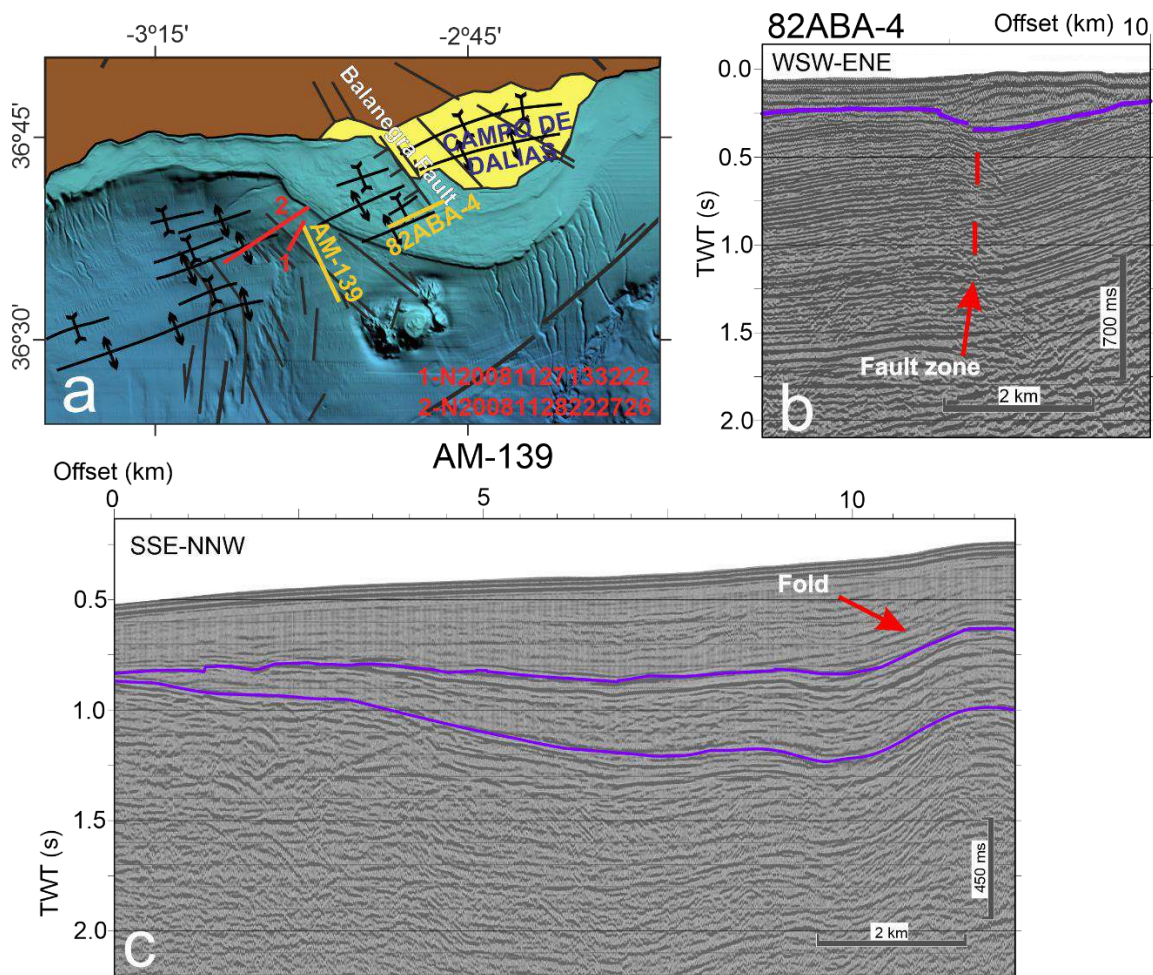 -3º15'
-2º45'
36º45'
36º30'
Balanegra Fault
CAMPO DE
DALIAS
2
1
AM-139
82ABA-4
1-N20081127133222
2-N20081128222726
a
82ABA-4
Offset (km)
10
WSW-ENE
0.0
0.5
1.0
1.5
2.0
TWT (s)
700 ms
Fault zone
2 km
b
AM-139
Offset (km)
0
5
10
SSE-NNW
Fold
0.5
1.0
1.5
2.0
TWT (s)
450 ms
2 km
c